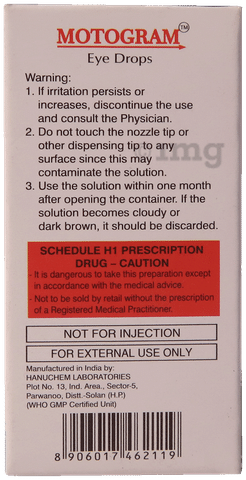 MOTOGRAM™
Eye Drops
Warning:
1. If irritation persists or
increases, discontinue the use
and consult the Physician.
2. Do not touch the nozzle tip or
other dispensing tip to any
surface since this may
contaminate the solution.
3. Use the solution within one month
after opening the container. If the
solution becomes cloudy or
dark brown, it should be discarded.
1mg
SCHEDULE H1 PRESCRIPTION
DRUG – CAUTION
- It is dangerous to take this preparation except
in accordance with the medical advice.
- Not to be sold by retail without the prescription
of a Registered Medical Practitioner.
NOT FOR INJECTION
FOR EXTERNAL USE ONLY
Manufactured in India by:
HANUCHEM LABORATORIES
Plot No. 13, Ind. Area., Sector-5,
Parwanoo, Distt.-Solan (H.P.)
(WHO GMP Certified Unit)
8 906017 462119